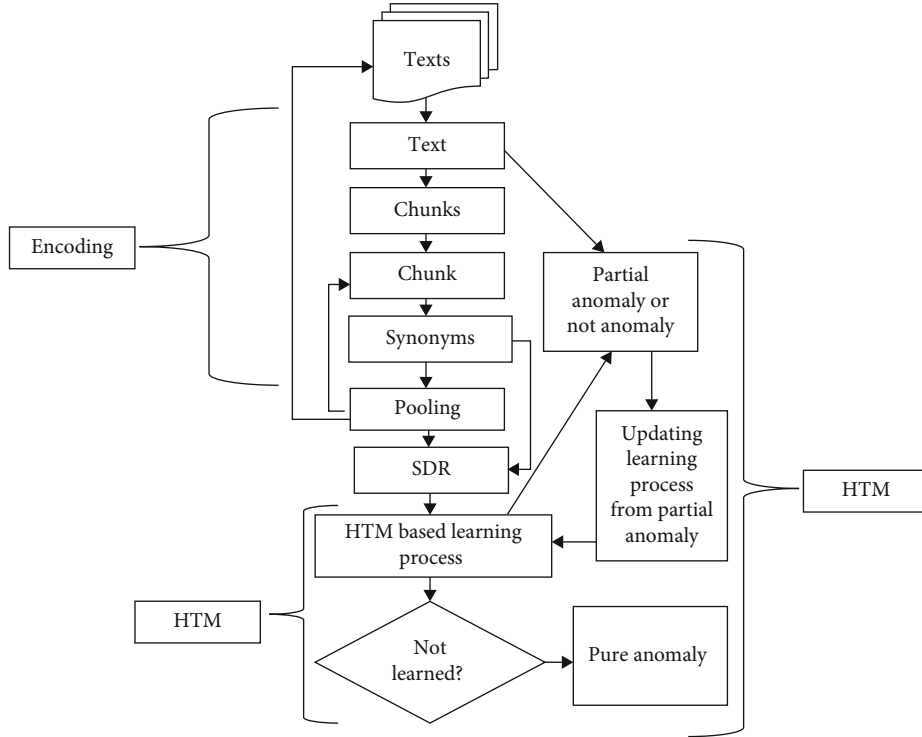 Texts
Text
Chunks
Encoding
Chunk
Partial
anomaly or
not anomaly
Synonyms
Pooling
Updating
learning
process
from partial
anomaly
SDR
HTM
HTM based learning
process
HTM
Not
learned?
Pure anomaly